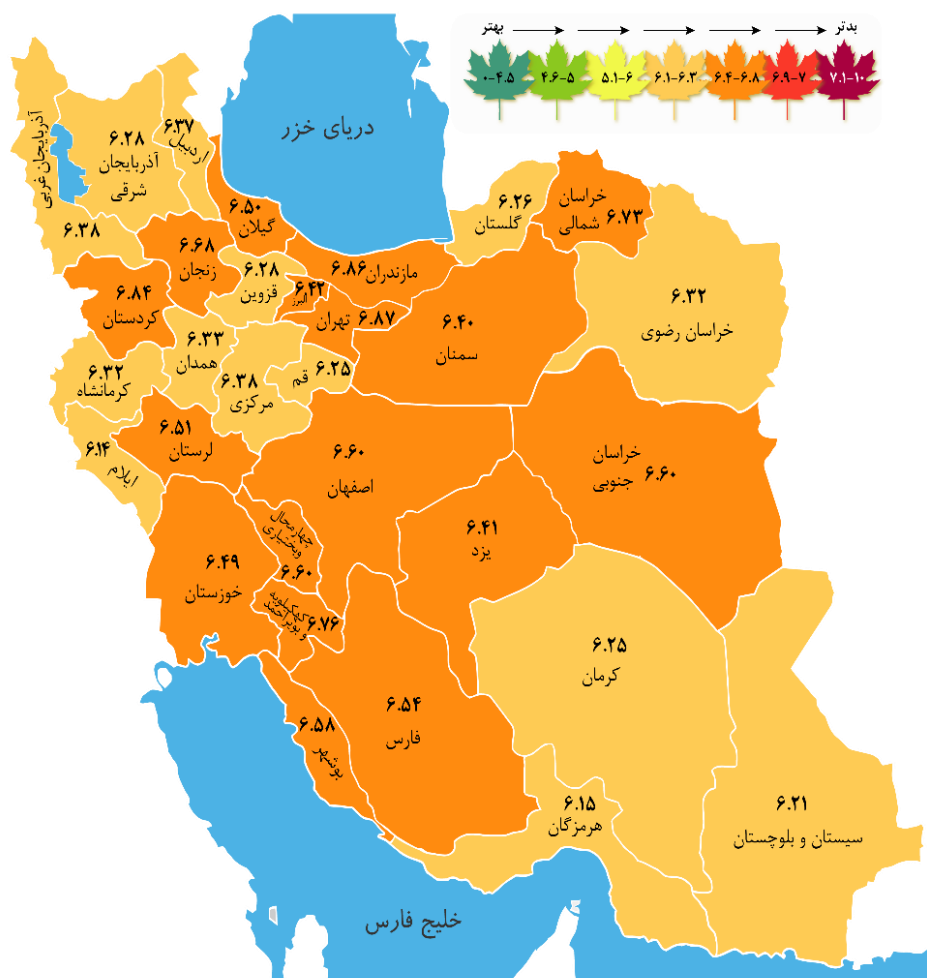 بهتر
بدتر
۰-۴.۵
۴.۶-۵
۵.۱-۶
۶.۱-۶.۳
۶.۴-۶.۸
۶.۹-۷
۷.۱-۱۰
دریای خزر
آذربایجان غربی
۶.۳۸
۶.۲۸
آذربایجان
شرقی
۶.۳۷
اردبیل
۶.۵۰
گیلان
۶.۲۶
گلستان
خراسان
شمالی
۶.۷۳
۶.۳۲
خراسان رضوی
۶.۶۸
زنجان
۶.۲۸
قزوین
۶.۸۶
مازندران
۶.۴۲
البرز
تهران
۶.۸۷
۶.۴۰
سمنان
۶.۸۴
کردستان
۶.۳۳
همدان
۶.۳۲
کرمانشاه
۶.۳۸
مرکزی
۶.۲۵
قم
۶.۱۴
ایلام
۶.۵۱
لرستان
۶.۶۰
اصفهان
خراسان
جنوبی
۶.۶۰
۶.۴۱
یزد
۶.۴۹
خوزستان
چهارمحال
وبختیاری
۶.۶۰
کهکیلویه
و بویراحمد
۶.۷۶
۶.۲۵
کرمان
۶.۵۴
فارس
۶.۵۸
بوشهر
۶.۱۵
هرمزگان
۶.۲۱
سیستان و بلوچستان
خلیج فارس